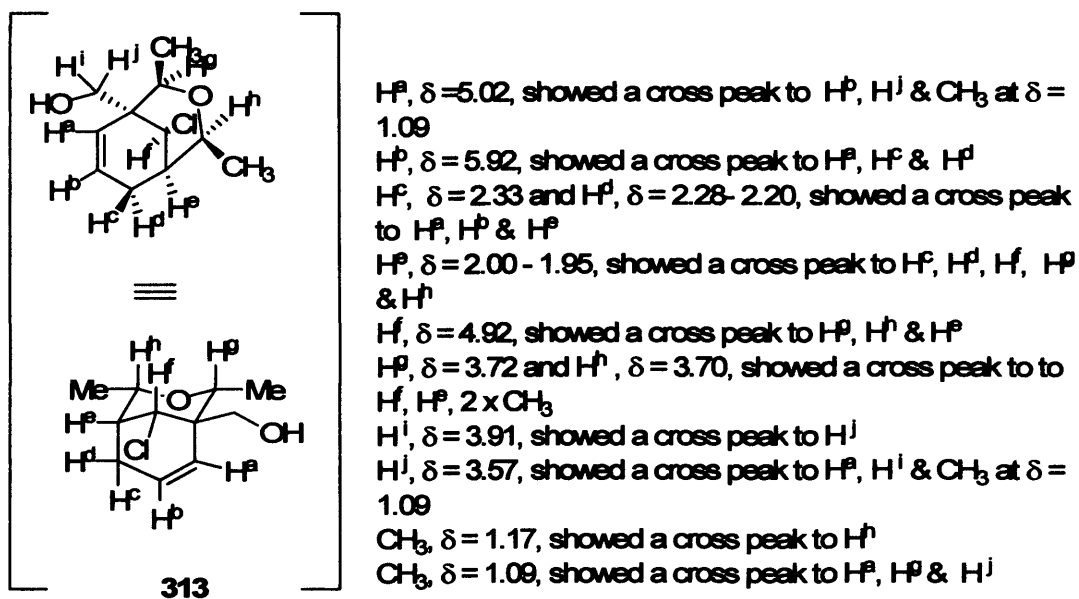 Hⁱ Hʲ CH₃ Hᵍ
HO O Hʰ
Hᵃ Cl
Hᶠ CH₃
Hᵇ
Hᶜ Hᵈ Hᵉ
Hʰ Hᶠ Hᵍ
Me O Me
Hᵉ OH
Hᵈ Cl Hᵃ
Hᶜ Hᵇ
313
Hᵃ, δ =5.02, showed a cross peak to Hᵇ, Hʲ & CH₃ at δ =
1.09
Hᵇ, δ = 5.92, showed a cross peak to Hᵃ, Hᶜ & Hᵈ
Hᶜ, δ = 2.33 and Hᵈ, δ = 2.28- 2.20, showed a cross peak
to Hᵃ, Hᵇ & Hᵉ
Hᵉ, δ = 2.00 - 1.95, showed a cross peak to Hᶜ, Hᵈ, Hᶠ, Hᵍ
& Hʰ
Hᶠ, δ = 4.92, showed a cross peak to Hᵍ, Hʰ & Hᵉ
Hᵍ, δ = 3.72 and Hʰ , δ = 3.70, showed a cross peak to to
Hᶠ, Hᵉ, 2 x CH₃
Hⁱ, δ = 3.91, showed a cross peak to Hʲ
Hʲ, δ = 3.57, showed a cross peak to Hᵃ, Hⁱ & CH₃ at δ =
1.09
CH₃, δ = 1.17, showed a cross peak to Hʰ
CH₃, δ = 1.09, showed a cross peak to Hᵃ, Hᵍ & Hʲ